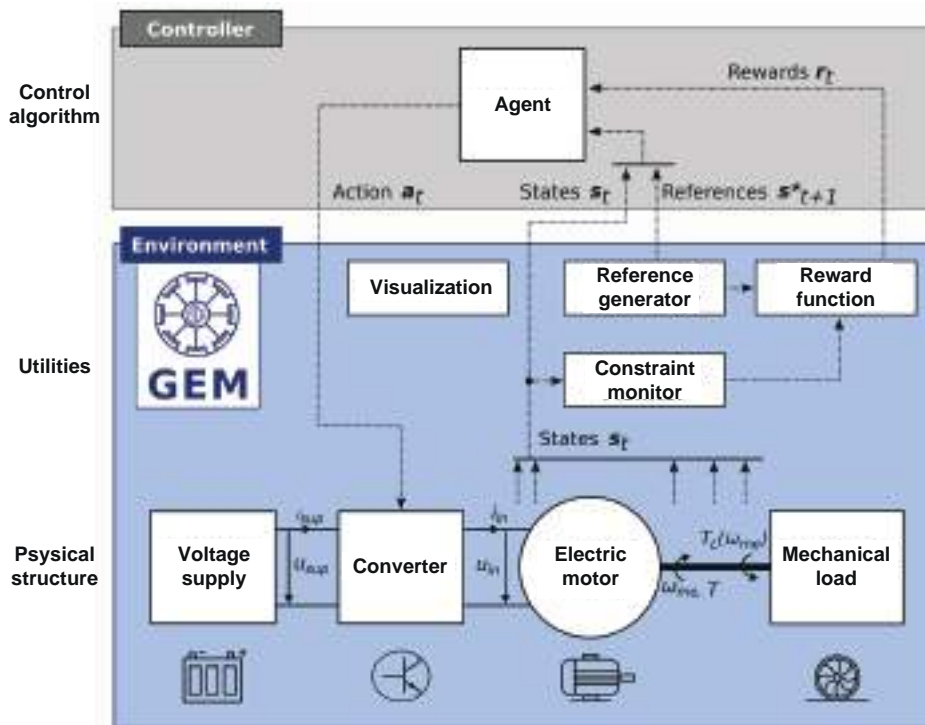 Controller
Control
algorithm
Agent
Rewards r_t
Action a_t
States s_t
References s*_{t+1}
Environment
GEM
Visualization
Reference
generator
Reward
function
Utilities
Constraint
monitor
States s_t
Psysical
structure
Voltage
supply
i_sup
u_sup
Converter
i_in
u_in
Electric
motor
T_L(ω_me)
ω_me, T
Mechanical
load